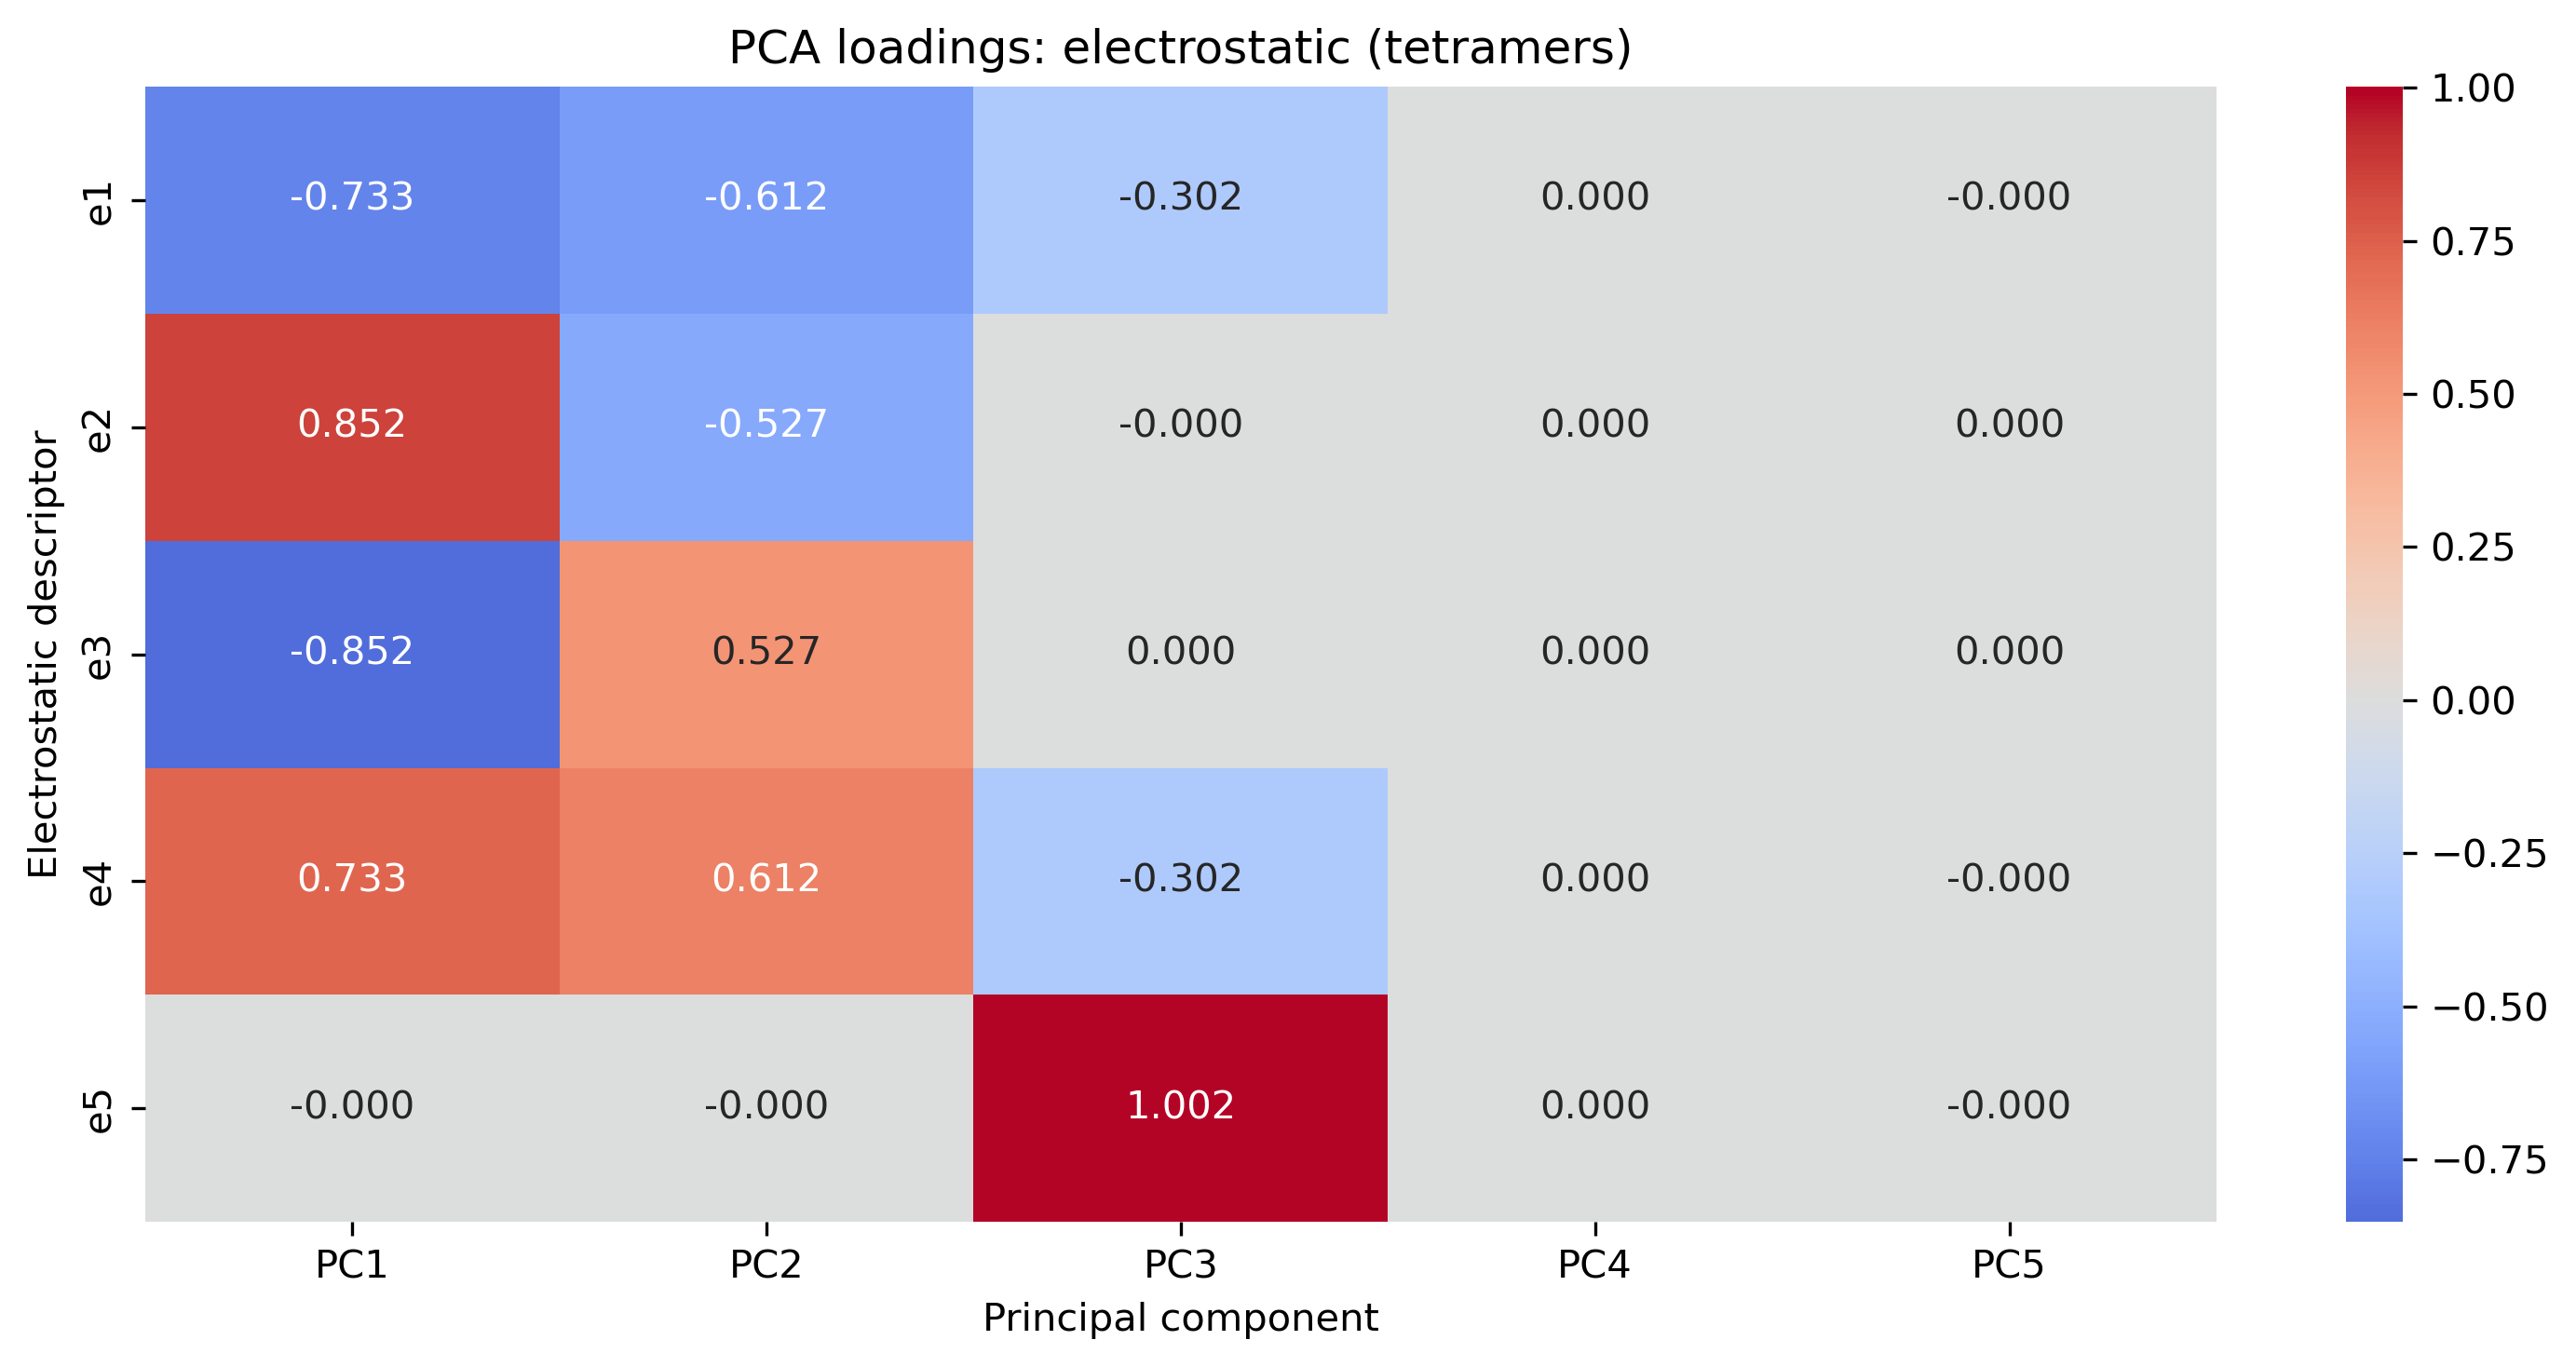 PCA loadings: electrostatic (tetramers)
Electrostatic descriptor
e1 -0.733 -0.612 -0.302 0.000 -0.000
e2 0.852 -0.527 -0.000 0.000 0.000
e3 -0.852 0.527 0.000 0.000 0.000
e4 0.733 0.612 -0.302 0.000 -0.000
e5 -0.000 -0.000 1.002 0.000 -0.000
PC1 PC2 PC3 PC4 PC5
Principal component
1.00
0.75
0.50
0.25
0.00
−0.25
−0.50
−0.75